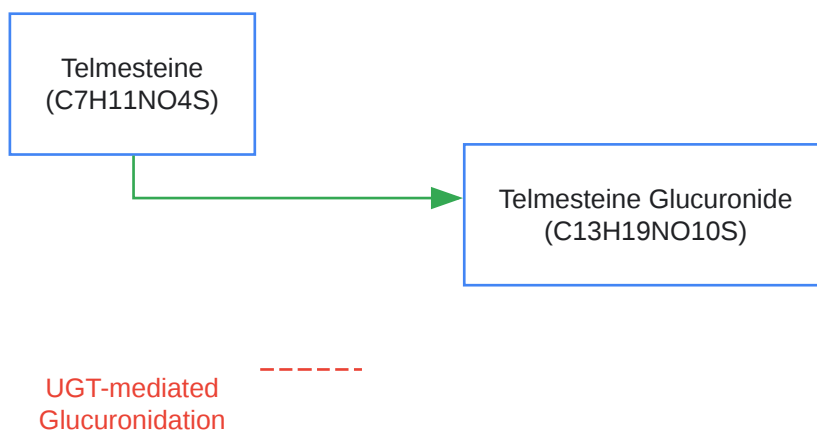 Telmesteine
(C7H11NO4S)
Telmesteine Glucuronide
(C13H19NO10S)
UGT-mediated
Glucuronidation